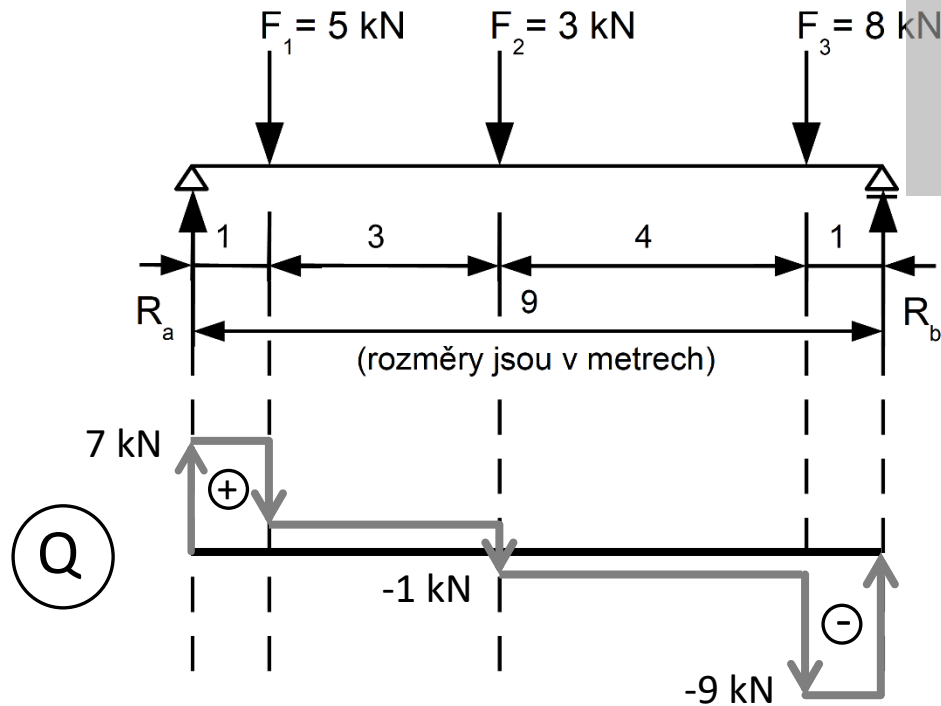 F1= 5 kN F2= 3 kN F3= 8 kN
1 3 4 1
Ra 9 Rb
(rozměry jsou v metrech)
7 kN
+
Q
-1 kN
-
-9 kN